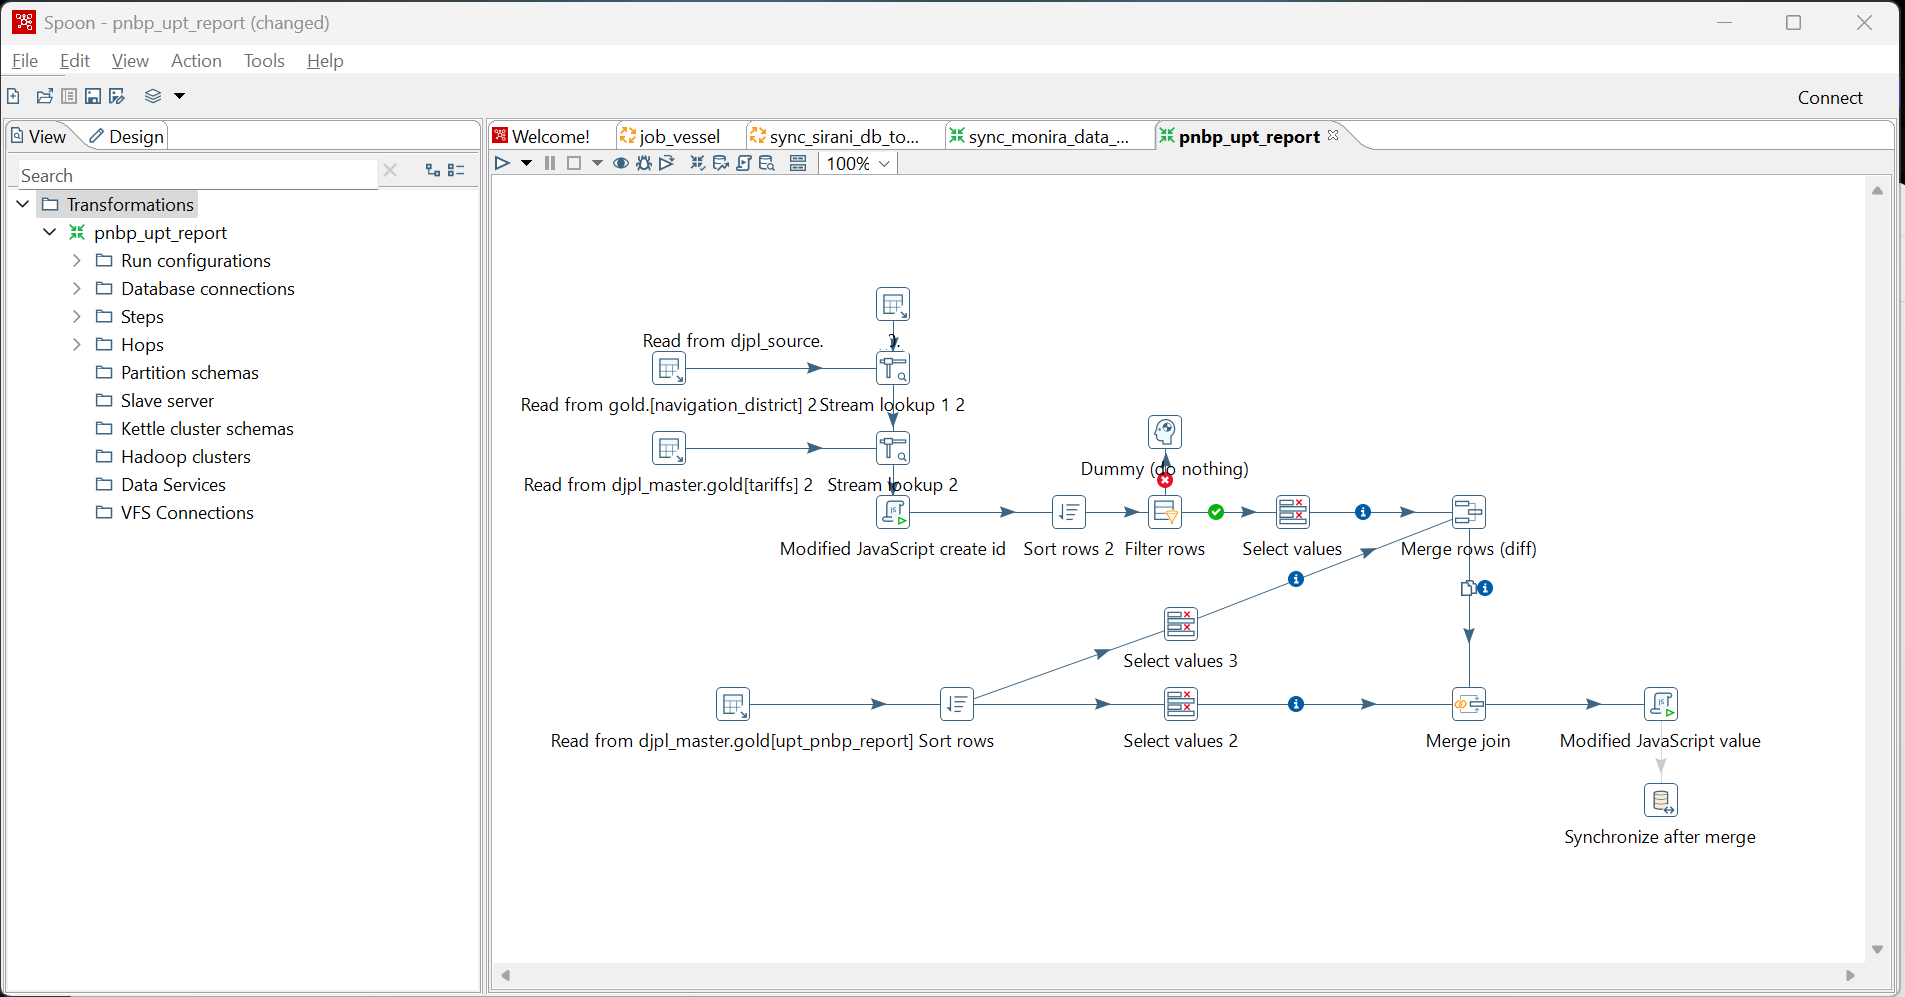 Spoon - pnbp_upt_report (changed)
File Edit View Action Tools Help
Connect
View Design
Welcome! job_vessel sync_sirani_db_to... sync_monira_data_... pnbp_upt_report
100%
Search
Transformations
pnbp_upt_report
Run configurations
Database connections
Steps
Hops
Partition schemas
Slave server
Kettle cluster schemas
Hadoop clusters
Data Services
VFS Connections
Read from djpl_source.
Read from gold.[navigation_district] 2 Stream lookup 1 2
Dummy (do nothing)
Read from djpl_master.gold[tariffs] 2 Stream lookup 2
Modified JavaScript create id Sort rows 2 Filter rows Select values Merge rows (diff)
Select values 3
Read from djpl_master.gold[upt_pnbp_report] Sort rows Select values 2 Merge join Modified JavaScript value
Synchronize after merge